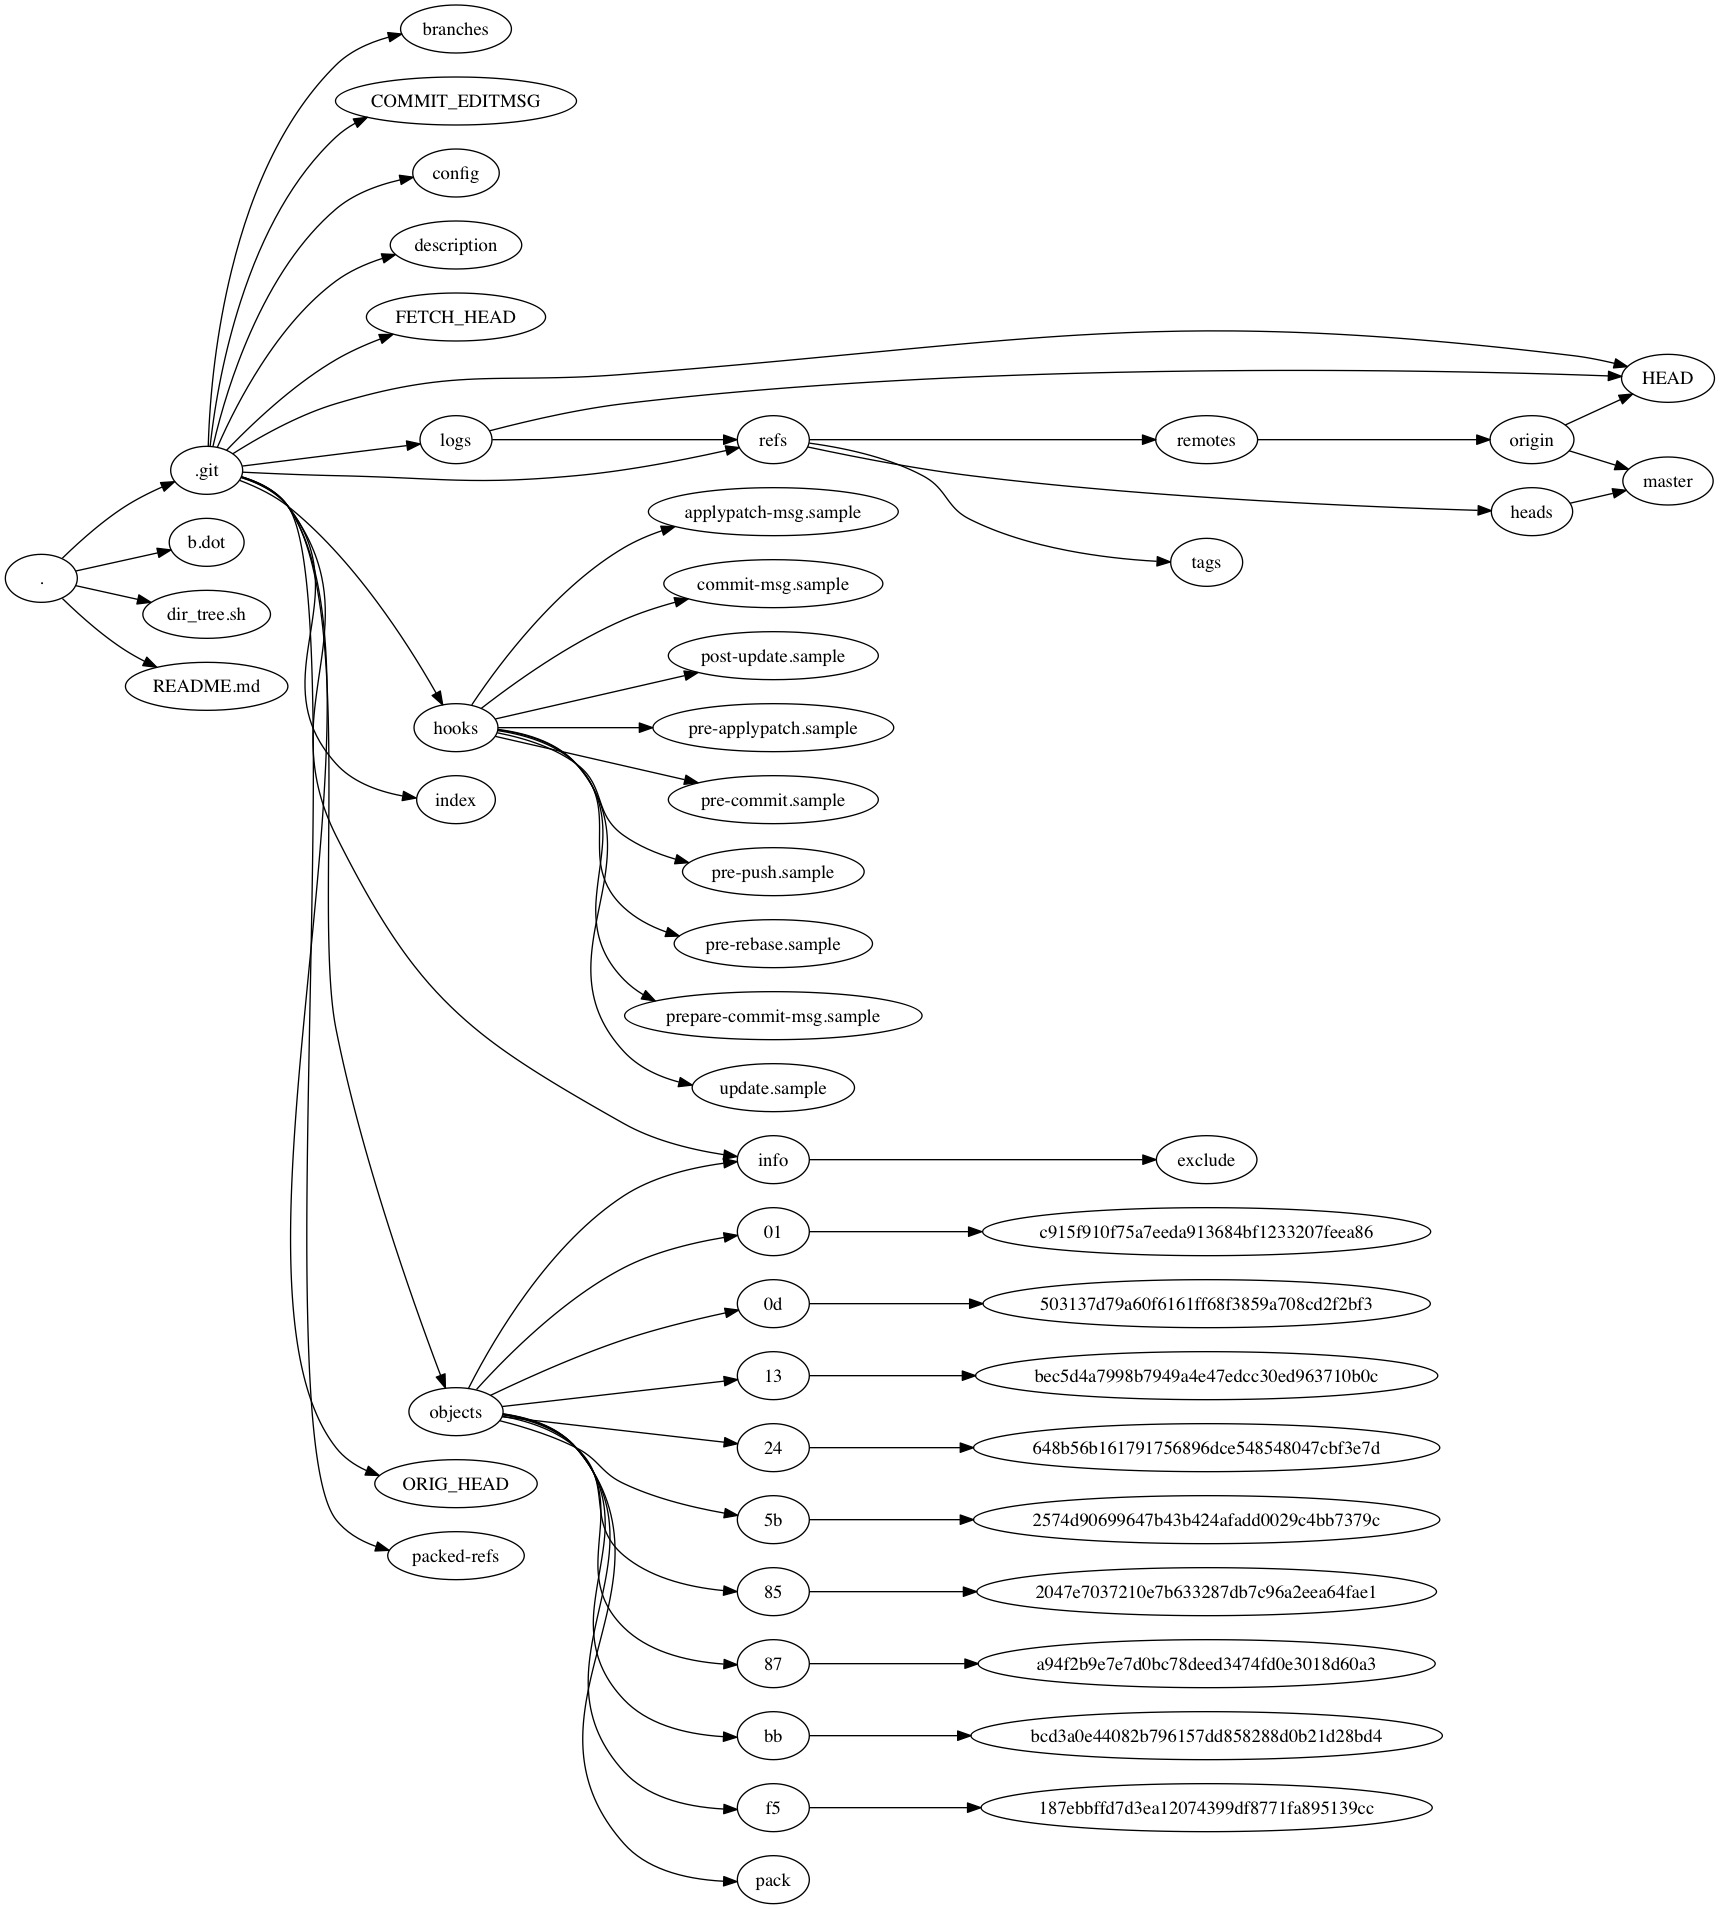 .
.git
b.dot
dir_tree.sh
README.md
branches
COMMIT_EDITMSG
config
description
FETCH_HEAD
logs
hooks
index
objects
ORIG_HEAD
packed-refs
refs
applypatch-msg.sample
commit-msg.sample
post-update.sample
pre-applypatch.sample
pre-commit.sample
pre-push.sample
pre-rebase.sample
prepare-commit-msg.sample
update.sample
info
01
0d
13
24
5b
85
87
bb
f5
pack
remotes
tags
exclude
c915f910f75a7eeda913684bf1233207feea86
503137d79a60f6161ff68f3859a708cd2f2bf3
bec5d4a7998b7949a4e47edcc30ed963710b0c
648b56b161791756896dce548548047cbf3e7d
2574d90699647b43b424afadd0029c4bb7379c
2047e7037210e7b633287db7c96a2eea64fae1
a94f2b9e7e7d0bc78deed3474fd0e3018d60a3
bcd3a0e44082b796157dd858288d0b21d28bd4
187ebbffd7d3ea12074399df8771fa895139cc
origin
heads
HEAD
master